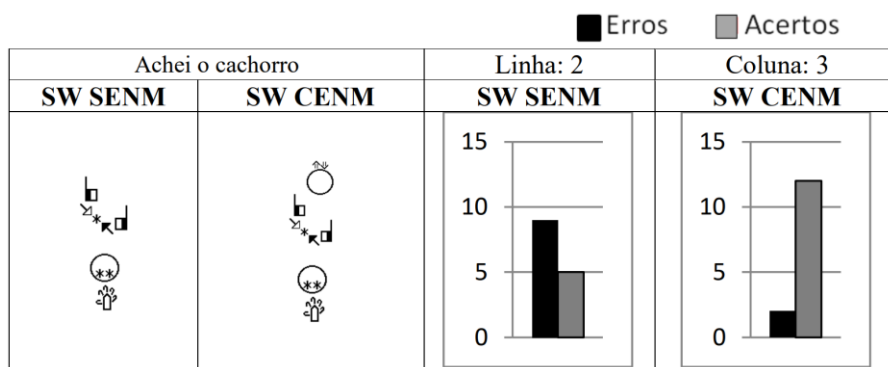 Erros Acertos
Achei o cachorro Linha: 2 Coluna: 3
SW SENM SW CENM SW SENM SW CENM
15 15
10 10
5 5
0 0